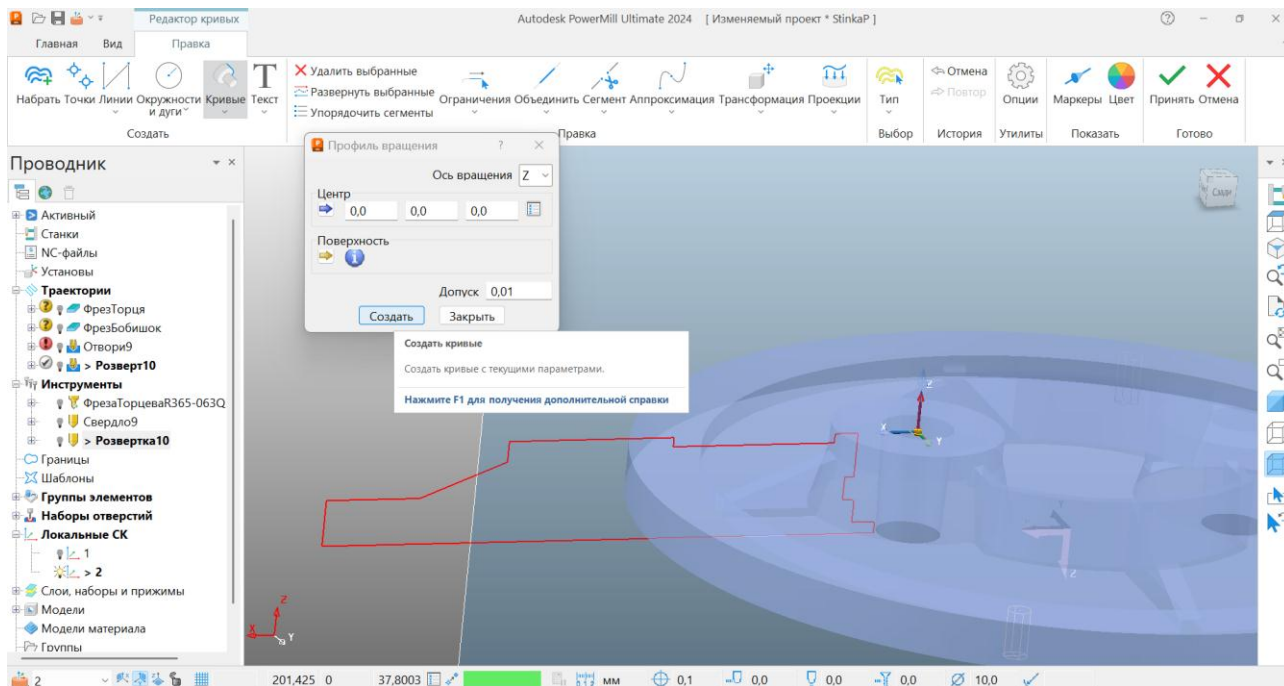 Редактор кривых
Autodesk PowerMill Ultimate 2024 [ Изменяемый проект * StinkaP ]
Главная Вид Правка
Набрать Точки Линии Окружности и дуги Кривые Текст
Создать
Удалить выбранные
Развернуть выбранные
Упорядочить сегменты
Ограничения Объединить Сегмент Аппроксимация Трансформация Проекции
Правка
Тип
Выбор
Отмена
Повтор
История
Опции
Утилиты
Маркеры Цвет
Показать
Принять Отмена
Готово
Профиль вращения ?
Ось вращения Z
Центр
0,0 0,0 0,0
Поверхность
Допуск 0,01
Создать Закрыть
Создать кривые
Создать кривые с текущими параметрами.
Нажмите F1 для получения дополнительной справки
Проводник
Активный
Станки
NC-файлы
Установы
Траектории
ФрезТорця
ФрезБобишок
Отвори9
> Розверт10
Инструменты
ФрезаТорцеваR365-063Q
Свердло9
> Розвертка10
Границы
Шаблоны
Группы элементов
Наборы отверстий
Локальные СК
1
> 2
Слои, наборы и прижимы
Модели
Модели материала
Группы
Z
X
Y
Z
X
Y
Z
2 201,425 0 37,8003 мм 0,1 0,0 0,0 0,0 10,0